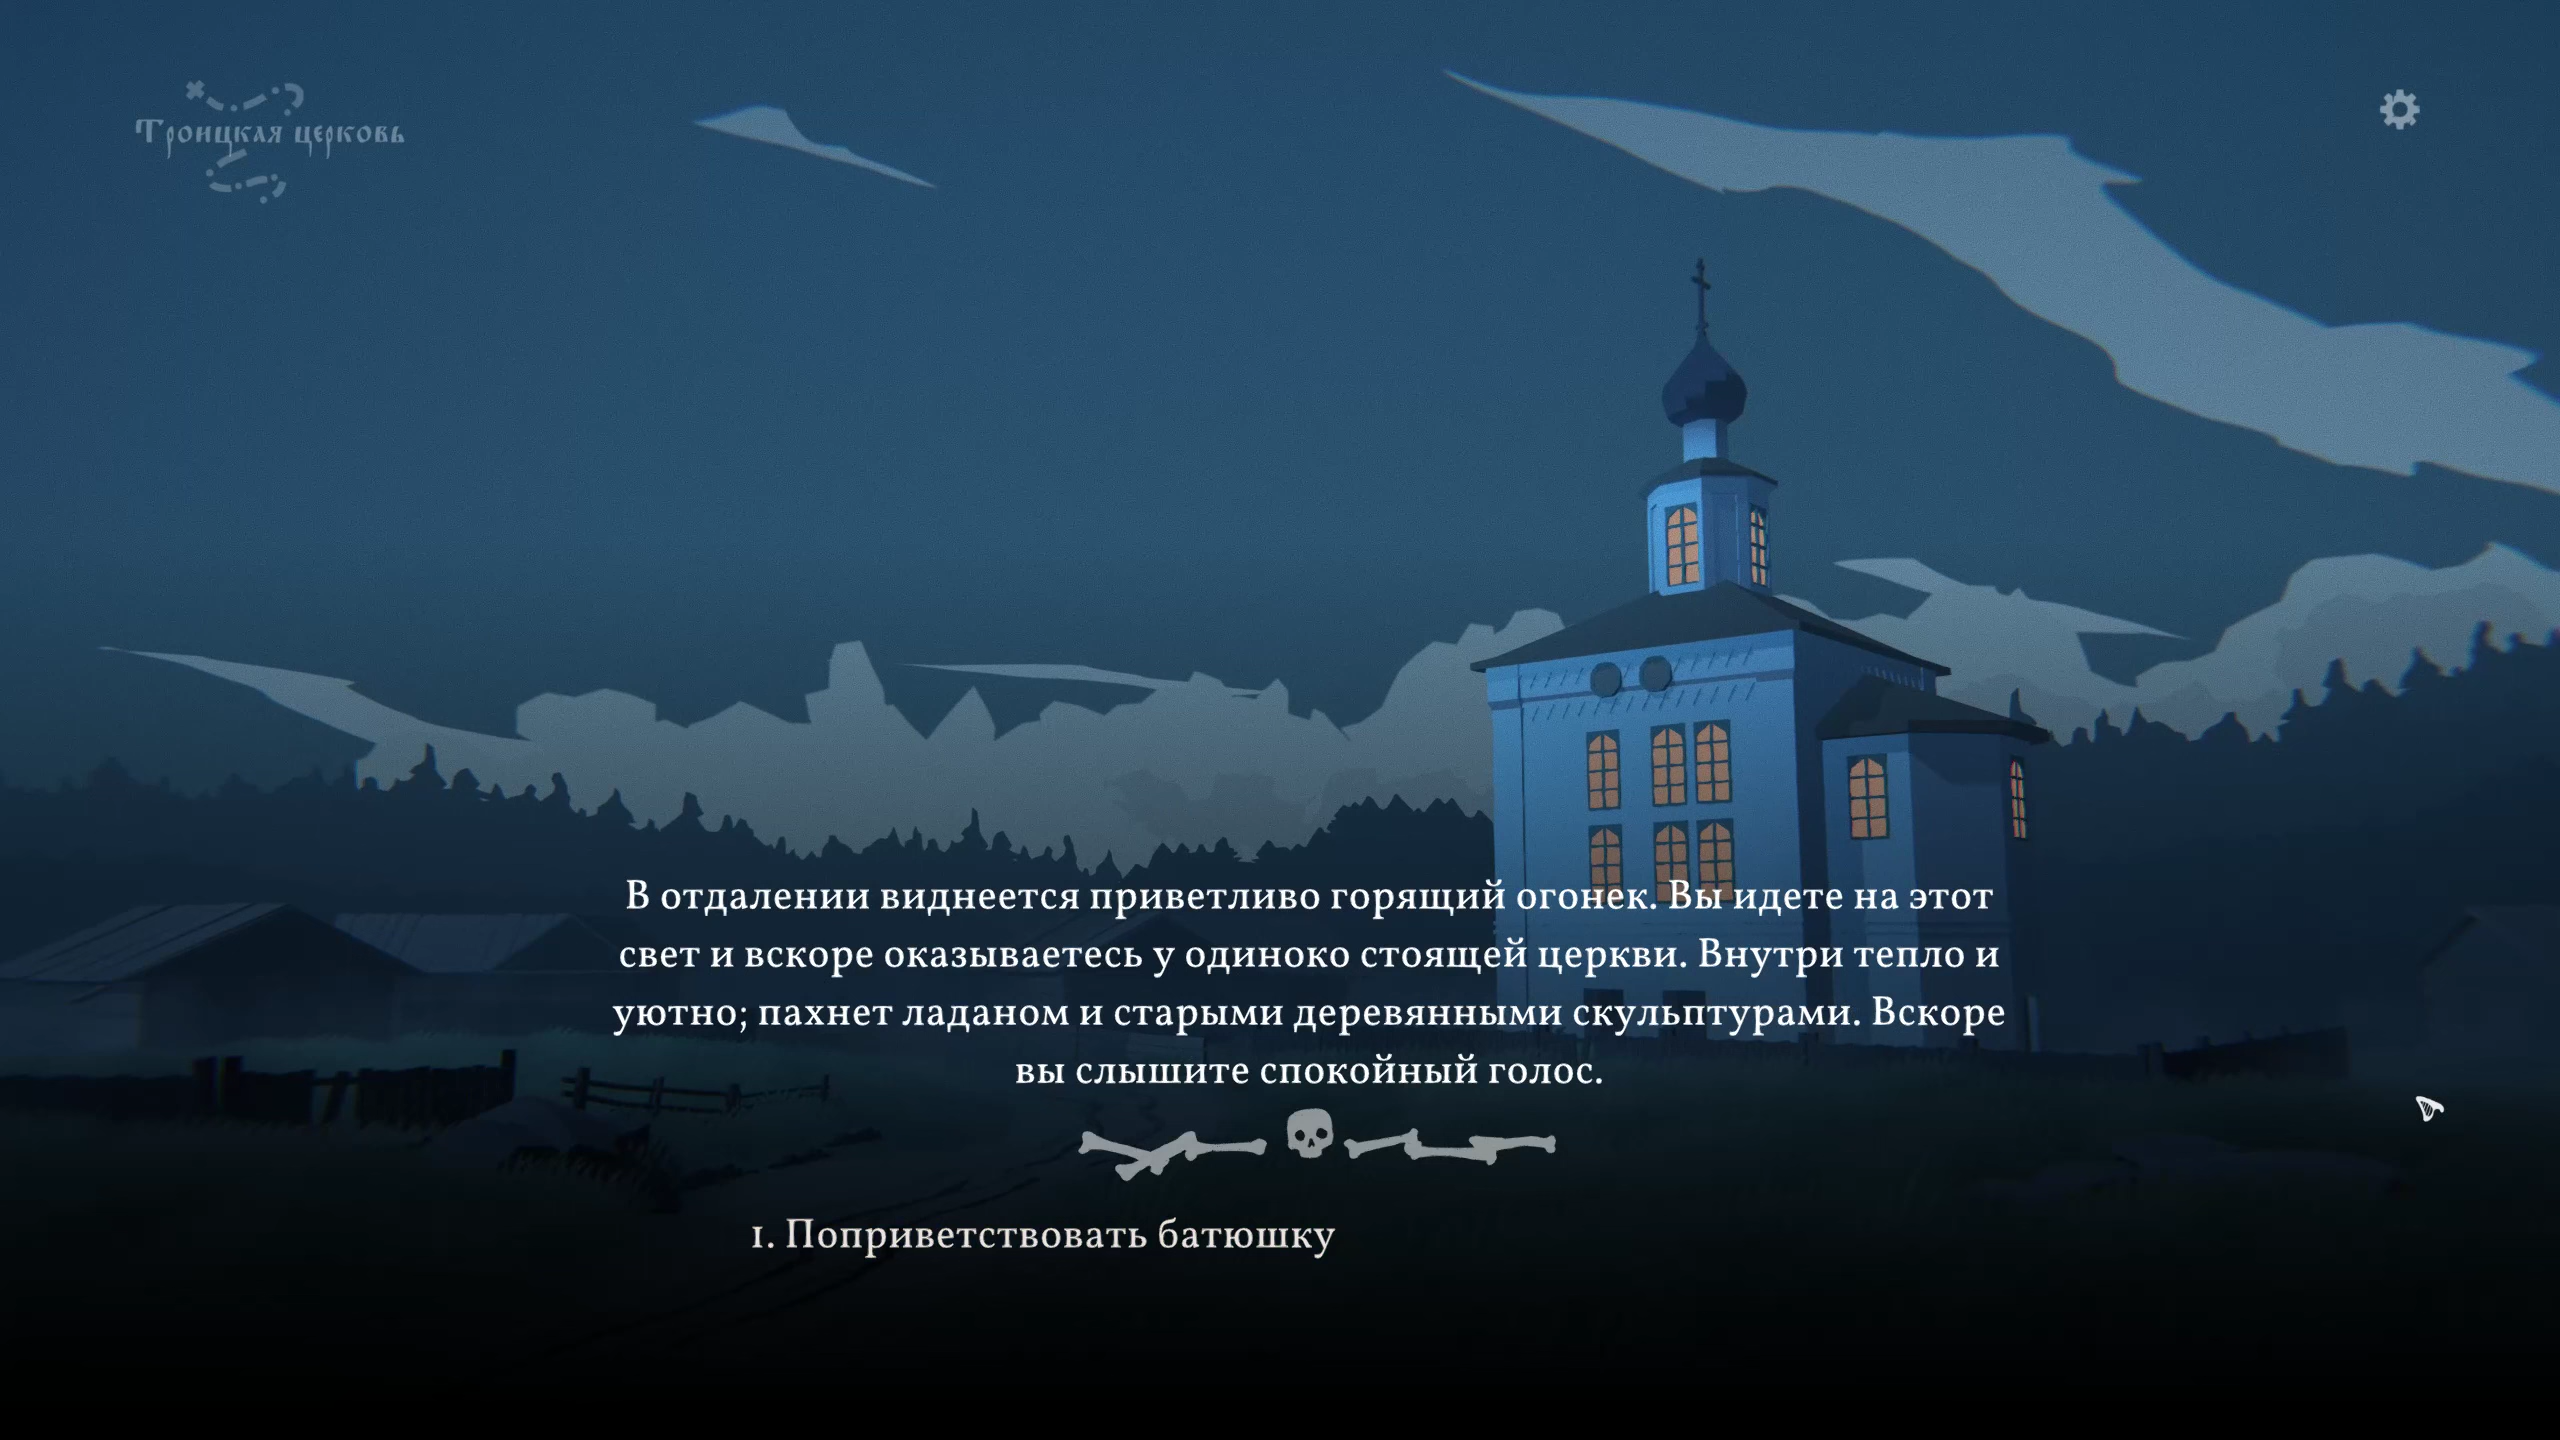 Троицкая церковь
В отдалении виднеется приветливо горящий огонек. Вы идете на этот
свет и вскоре оказываетесь у одиноко стоящей церкви. Внутри тепло и
уютно; пахнет ладаном и старыми деревянными скульптурами. Вскоре
вы слышите спокойный голос.
1. Поприветствовать батюшку